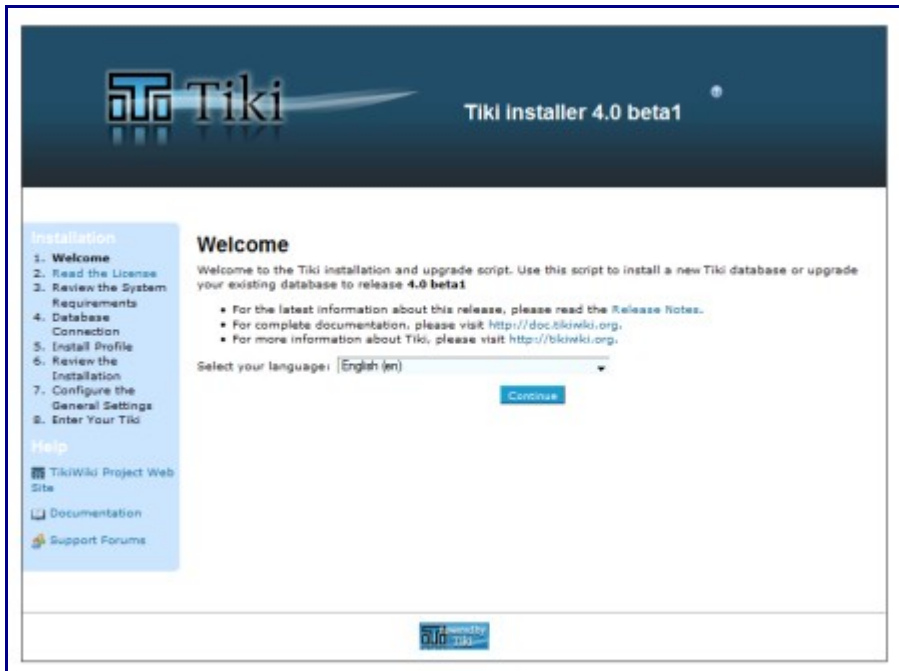 Tiki
Tiki installer 4.0 beta1
Installation
1. Welcome
2. Read the License
3. Review the System
Requirements
4. Database
Connection
5. Install Profile
6. Review the
Installation
7. Configure the
General Settings
8. Enter Your Tiki
Help
TikiWiki Project Web
Site
Documentation
Support Forums
Welcome
Welcome to the Tiki installation and upgrade script. Use this script to install a new Tiki database or upgrade
your existing database to release 4.0 beta1
• For the latest information about this release, please read the Release Notes.
• For complete documentation, please visit http://doc.tikiwiki.org.
• For more information about Tiki, please visit http://tikiwiki.org.
Select your language: English (en)
Continue
powered by
Tiki